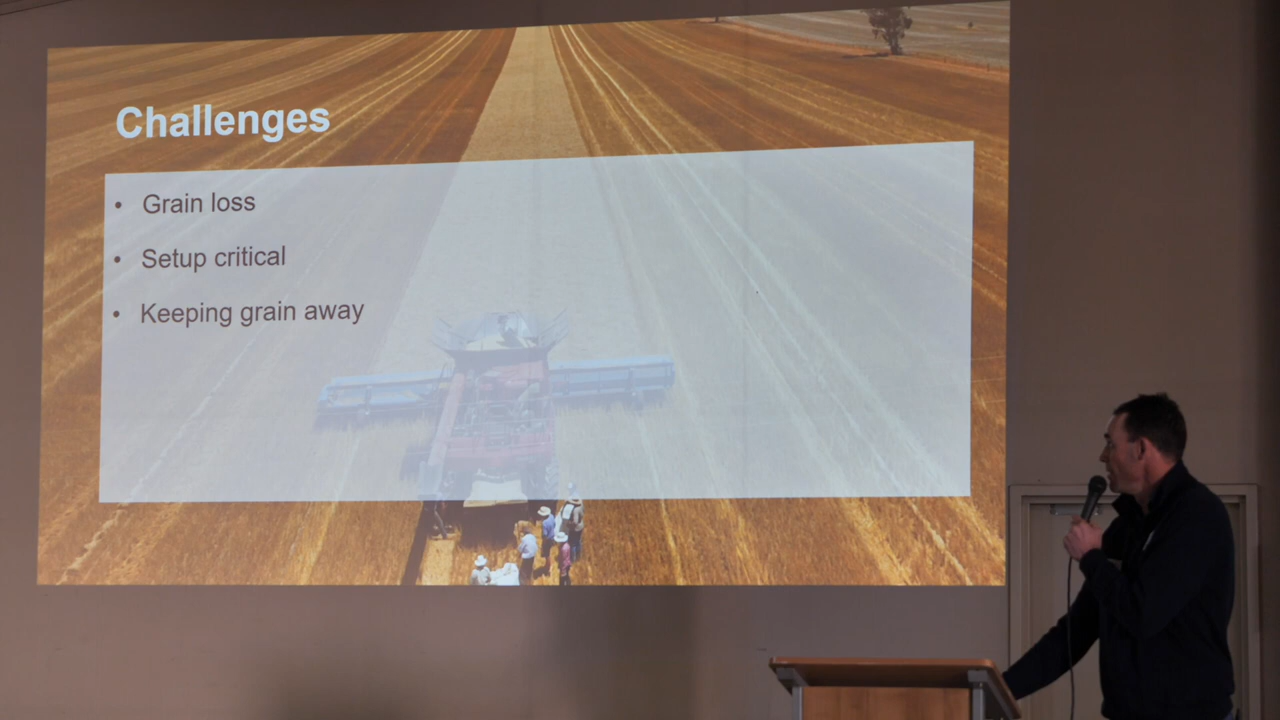 Challenges
• Grain loss
• Setup critical
• Keeping grain away